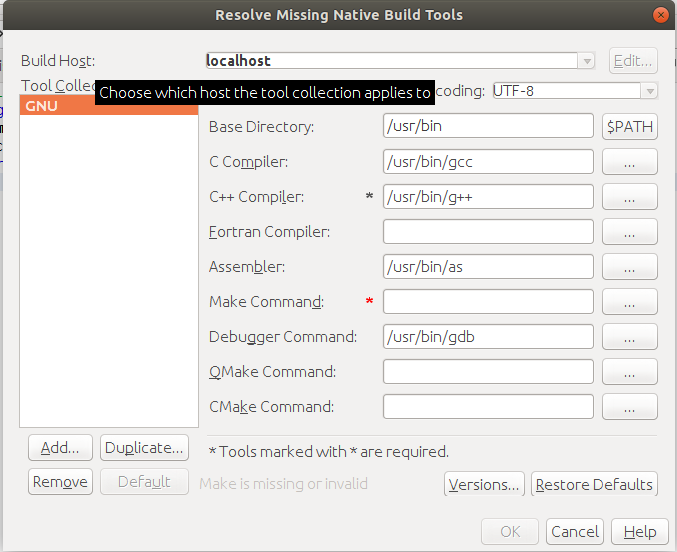 Resolve Missing Native Build Tools
Build Host: localhost Edit...
Tool Collec
Choose which host the tool collection applies to
coding: UTF-8
GNU
Base Directory: /usr/bin $PATH
C Compiler: /usr/bin/gcc ...
C++ Compiler: * /usr/bin/g++ ...
Fortran Compiler: ...
Assembler: /usr/bin/as ...
Make Command: * ...
Debugger Command: /usr/bin/gdb ...
QMake Command: ...
CMake Command: ...
Add... Duplicate...
* Tools marked with * are required.
Remove Default Make is missing or invalid Versions... Restore Defaults
OK Cancel Help